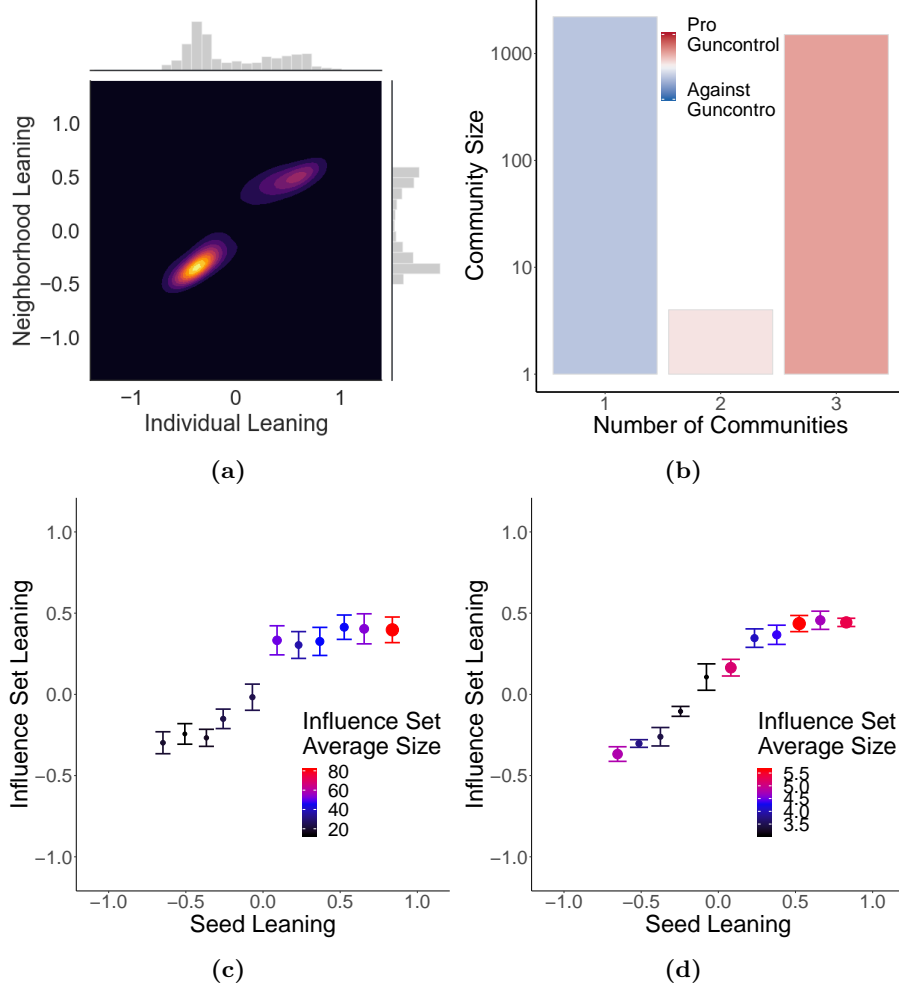 1.0
0.5
0.0
−0.5
−1.0
Neighborhood Leaning
−1 0 1
Individual Leaning
(a)
1000
100
10
1
Community Size
Pro
Guncontrol
Against
Guncontro
1 2 3
Number of Communities
(b)
1.0
0.5
0.0
−0.5
−1.0
Influence Set Leaning
Influence Set
Average Size
80
60
40
20
−1.0 −0.5 0.0 0.5 1.0
Seed Leaning
(c)
1.0
0.5
0.0
−0.5
−1.0
Influence Set Leaning
Influence Set
Average Size
5.5
5.0
4.5
4.0
3.5
−1.0 −0.5 0.0 0.5 1.0
Seed Leaning
(d)